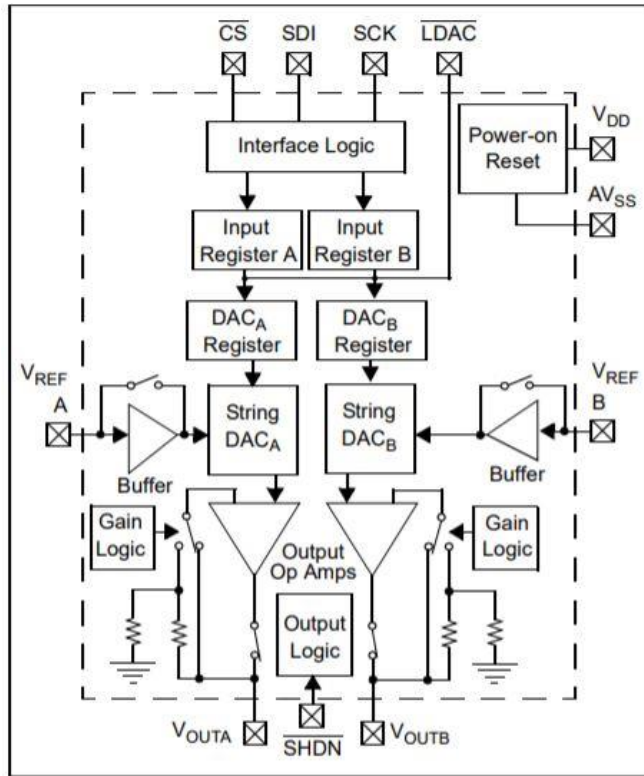 CS SDI SCK LDAC
Interface Logic
Power-on
Reset
VDD
AVSS
Input
Register A
Input
Register B
DACA
Register
DACB
Register
VREF
A
Buffer
String
DACA
String
DACB
Buffer
VREF
B
Gain
Logic
Output
Op Amps
Gain
Logic
Output
Logic
VOUTA
SHDN
VOUTB